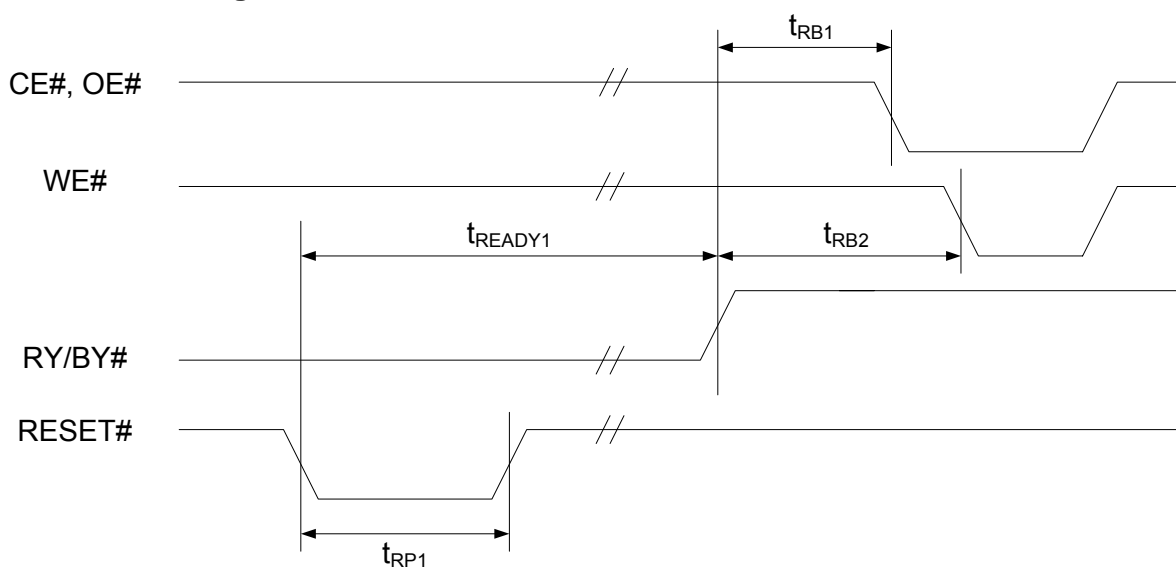 tRB1
CE#, OE#
WE#
tREADY1
tRB2
RY/BY#
RESET#
tRP1